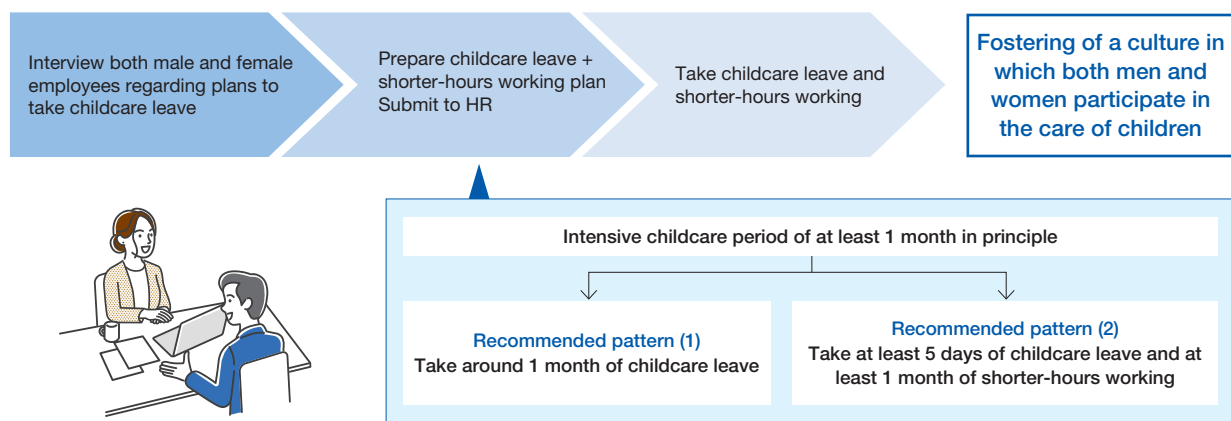 Interview both male and female
employees regarding plans to
take childcare leave
Prepare childcare leave +
shorter-hours working plan
Submit to HR
Take childcare leave and
shorter-hours working
Fostering of a culture in
which both men and
women participate in
the care of children
Intensive childcare period of at least 1 month in principle
Recommended pattern (1)
Take around 1 month of childcare leave
Recommended pattern (2)
Take at least 5 days of childcare leave and at
least 1 month of shorter-hours working